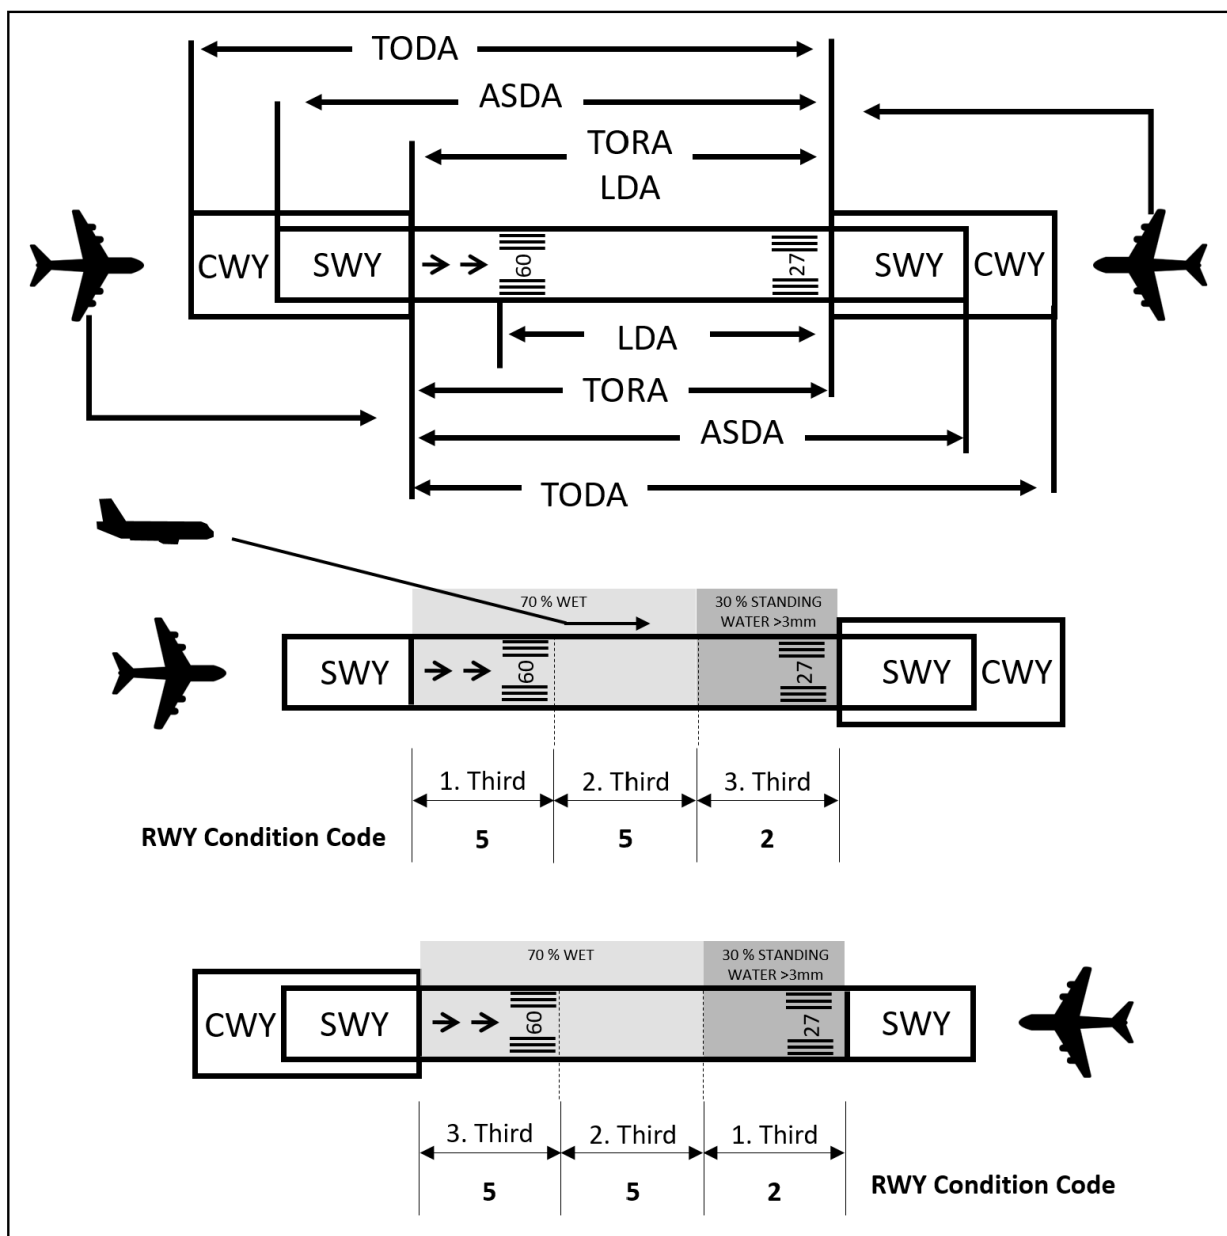 TODA
ASDA
TORA
LDA
CWY SWY 09 27 SWY CWY
LDA
TORA
ASDA
TODA
70 % WET
30 % STANDING
WATER >3mm
SWY 09 27 SWY CWY
1. Third 2. Third 3. Third
RWY Condition Code 5 5 2
70 % WET
30 % STANDING
WATER >3mm
CWY SWY 09 27 SWY
3. Third 2. Third 1. Third
5 5 2 RWY Condition Code